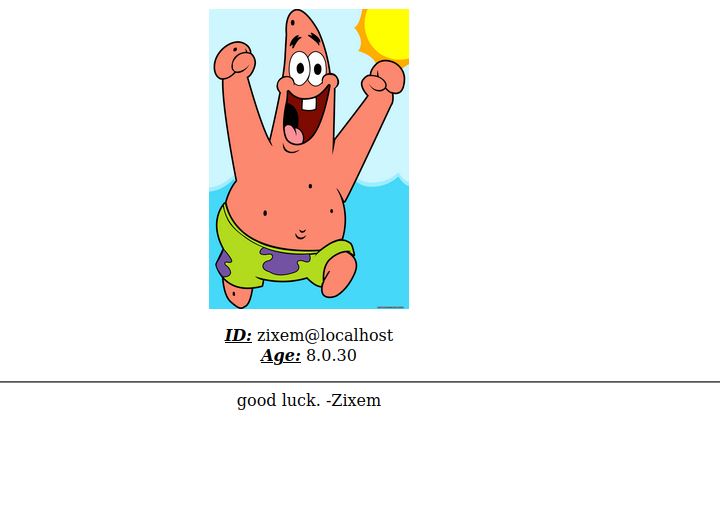 ID: zixem@localhost
Age: 8.0.30
good luck. -Zixem